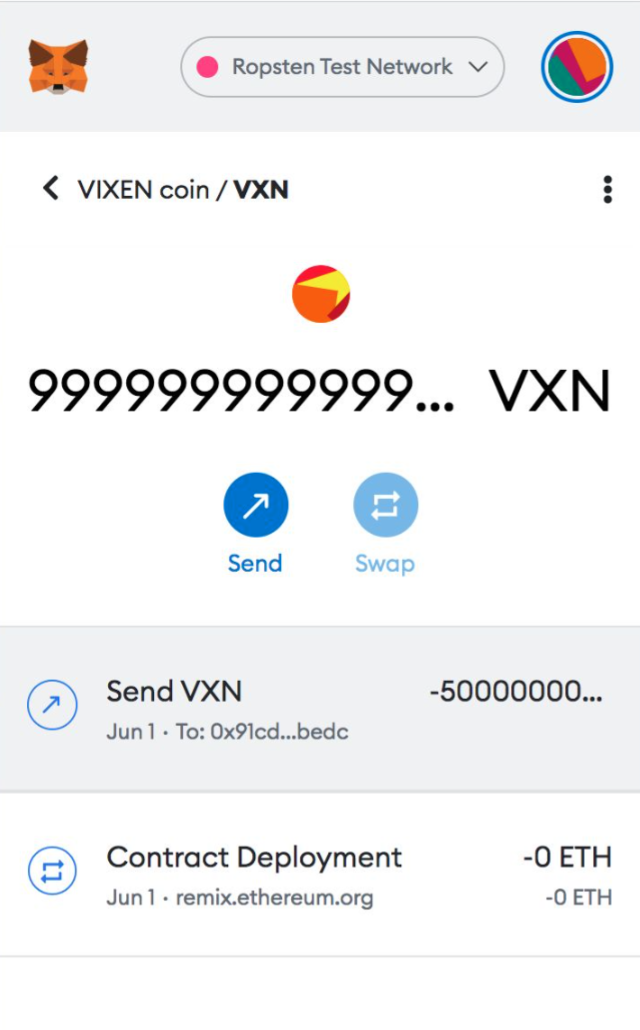 Ropsten Test Network
VIXEN coin / VXN
999999999999... VXN
Send Swap
Send VXN -50000000...
Jun 1 · To: 0x91cd...bedc
Contract Deployment -0 ETH
Jun 1 · remix.ethereum.org -0 ETH